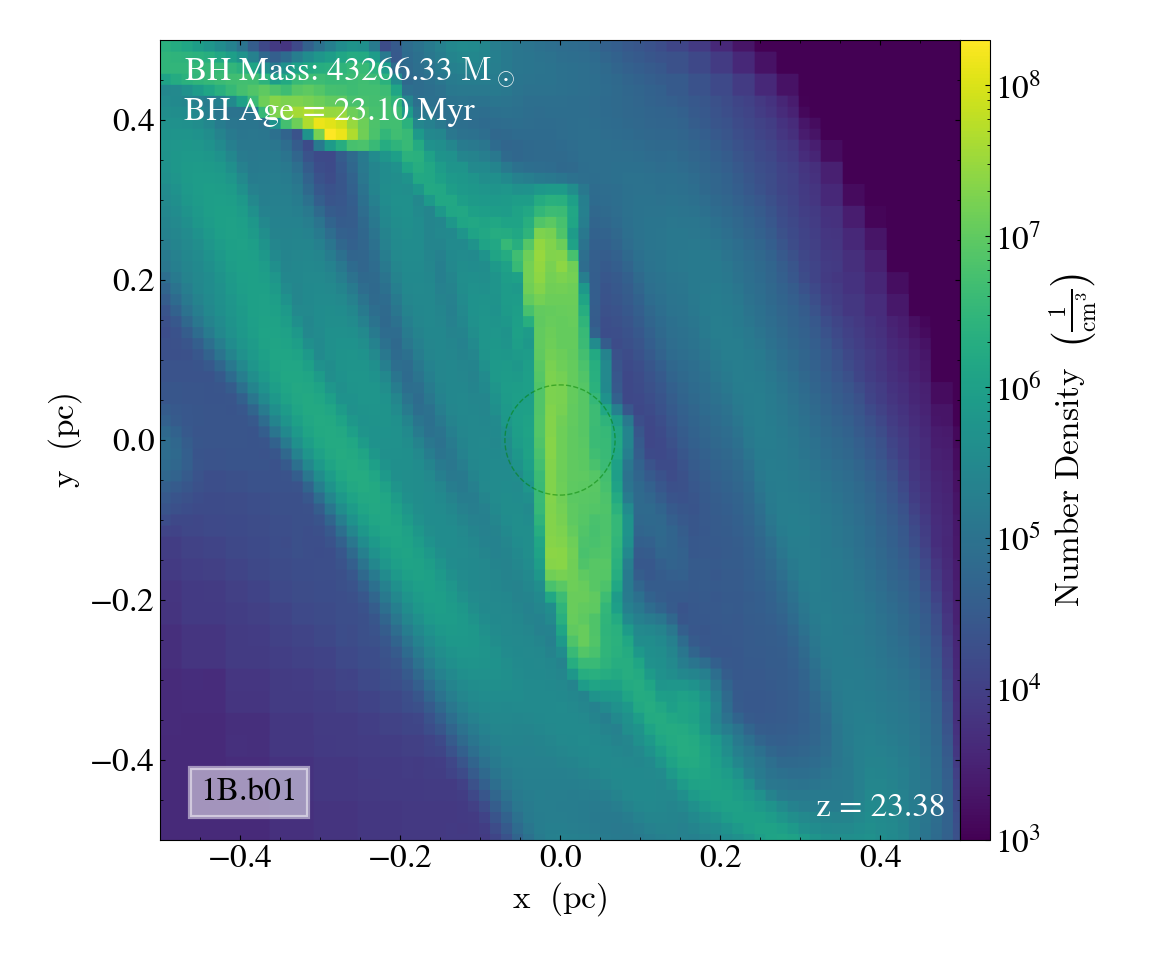 BH Mass: 43266.33 M⊙
BH Age = 23.10 Myr
1B.b01
z = 23.38
y (pc)
0.4
0.2
0.0
−0.2
−0.4
−0.4 −0.2 0.0 0.2 0.4
x (pc)
10^8
10^7
10^6
10^5
10^4
10^3
Number Density (1/cm^3)